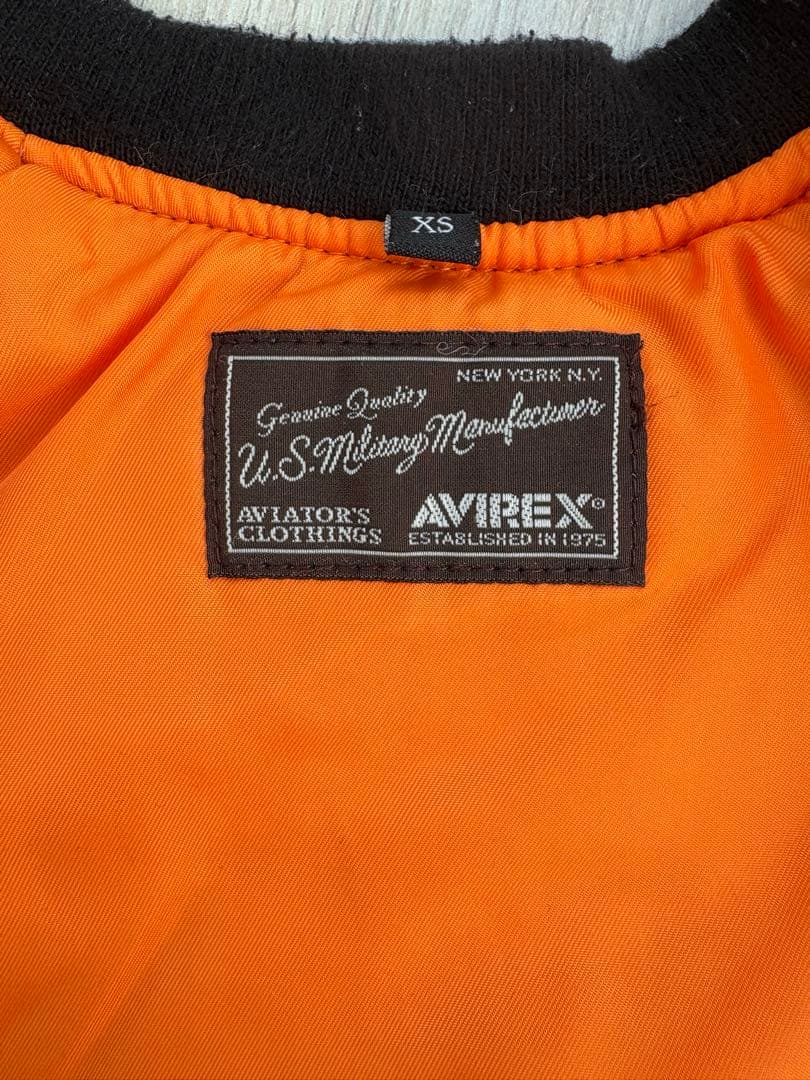 XS
NEW YORK N.Y.
Genuine Quality
U.S. Military Manufacturer
AVIATOR'S
CLOTHINGS
AVIREX®
ESTABLISHED IN 1975